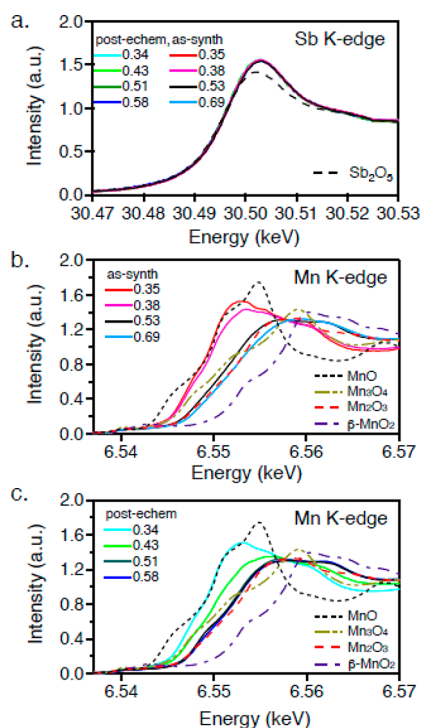 a.
Sb K-edge
post-echem, as-synth
0.34 0.35
0.43 0.38
0.51 0.53
0.58 0.69
Sb₂O₅
Intensity (a.u.)
2.0
1.5
1.0
0.5
0.0
30.47 30.48 30.49 30.50 30.51 30.52 30.53
Energy (keV)
b.
Mn K-edge
as-synth
0.35
0.38
0.53
0.69
MnO
Mn₃O₄
Mn₂O₃
β-MnO₂
Intensity (a.u.)
2.0
1.6
1.2
0.8
0.4
0.0
6.54 6.55 6.56 6.57
Energy (keV)
c.
Mn K-edge
post-echem
0.34
0.43
0.51
0.58
MnO
Mn₃O₄
Mn₂O₃
β-MnO₂
Intensity (a.u.)
2.0
1.6
1.2
0.8
0.4
0.0
6.54 6.55 6.56 6.57
Energy (keV)